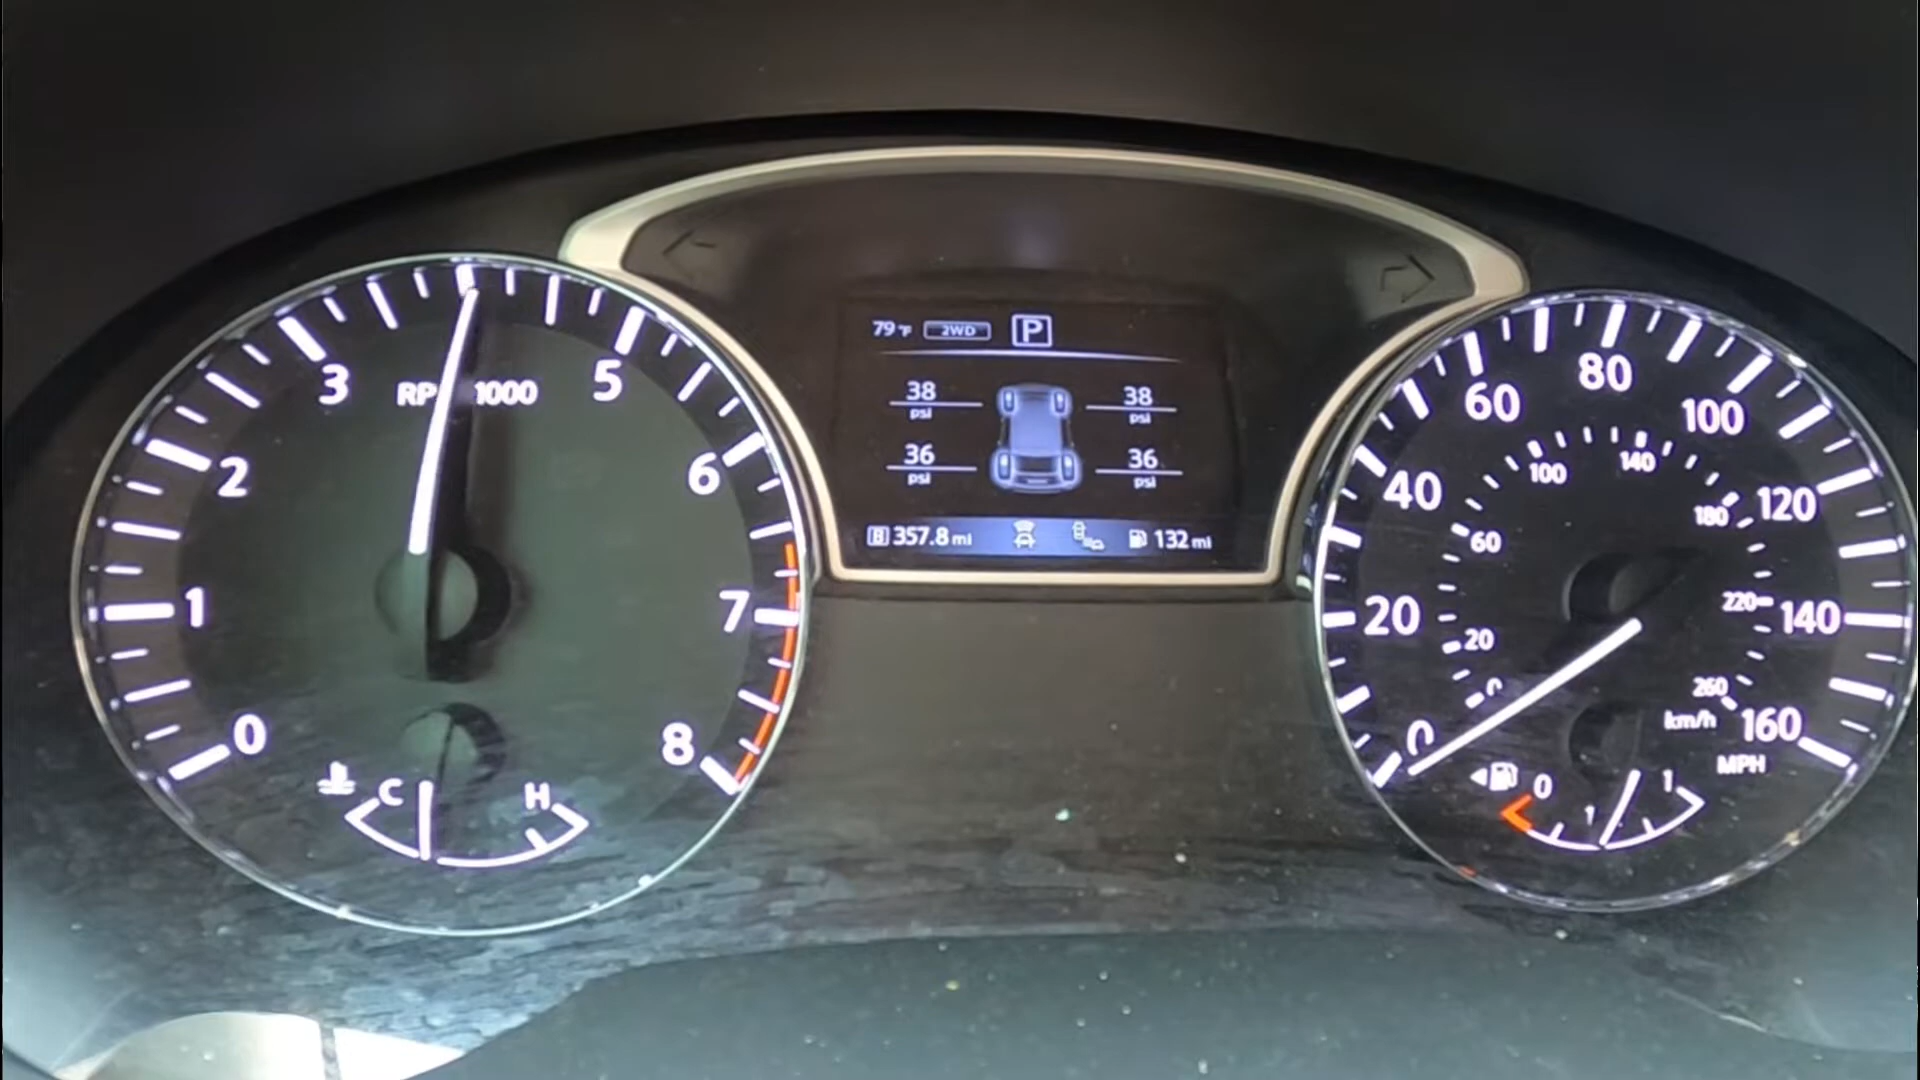 79°F 2WD P
38 psi 38 psi
36 psi 36 psi
B 357.8 mi 132 mi
0 1 2 3 5 6 7 8
1000
C H
0 20 40 60 80 100 120 140 160
0 20 60 100 140 180 220 260
km/h
MPH
0 1